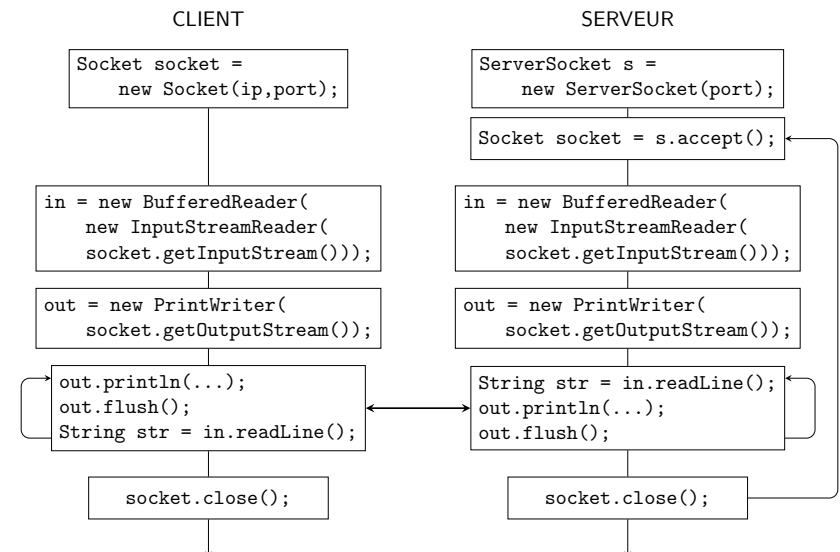 CLIENT
Socket socket =
new Socket(ip,port);
in = new BufferedReader(
new InputStreamReader(
socket.getInputStream()));
out = new PrintWriter(
socket.getOutputStream());
out.println(...);
out.flush();
String str = in.readLine();
socket.close();
SERVEUR
ServerSocket s =
new ServerSocket(port);
Socket socket = s.accept();
in = new BufferedReader(
new InputStreamReader(
socket.getInputStream()));
out = new PrintWriter(
socket.getOutputStream());
String str = in.readLine();
out.println(...);
out.flush();
socket.close();